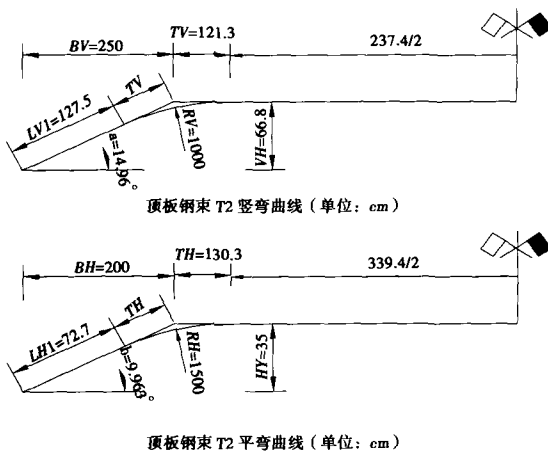 BV=250 TV=121.3 237.4/2
LV1=127.5 TV a=14.96° RV=1000 VH=66.8
顶板钢束 T2 竖弯曲线（单位：cm）
BH=200 TH=130.3 339.4/2
LH1=72.7 TH b=9.963° RH=1500 HY=35
顶板钢束 T2 平弯曲线（单位：cm）